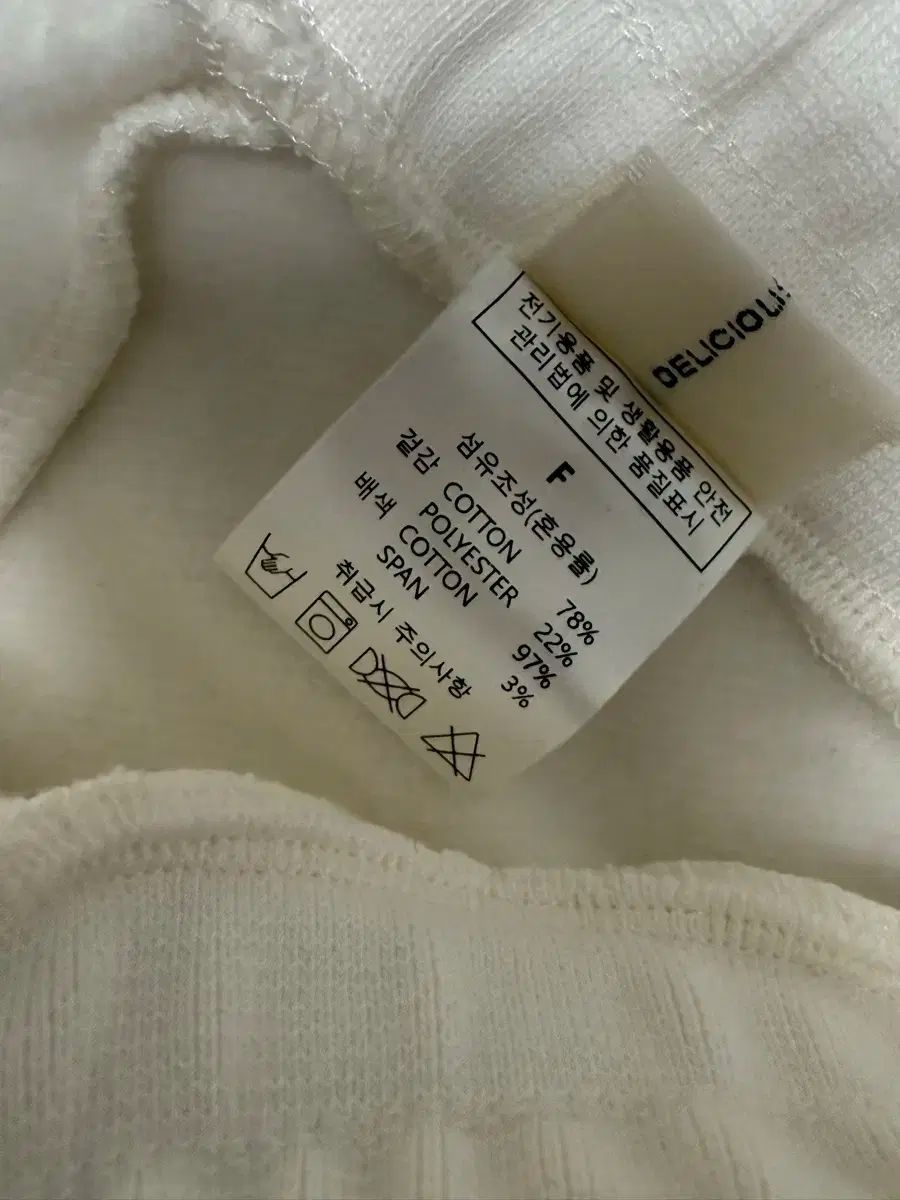 DELICIOUS
전기용품 및 생활용품 안전
관리법에 의한 품질표시
F
섬유조성(혼용률)
겉감 COTTON 78%
POLYESTER 22%
배색 COTTON 97%
SPAN 3%
취급시 주의사항